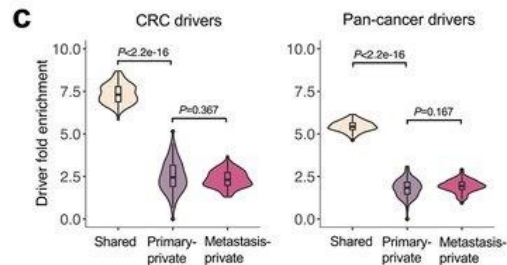 C
CRC drivers
Pan-cancer drivers
Driver fold enrichment
10.0
7.5
5.0
2.5
0.0
P<2.2e-16
P=0.367
Shared
Primary-
private
Metastasis-
private
10.0
7.5
5.0
2.5
0.0
P<2.2e-16
P=0.167
Shared
Primary-
private
Metastasis-
private